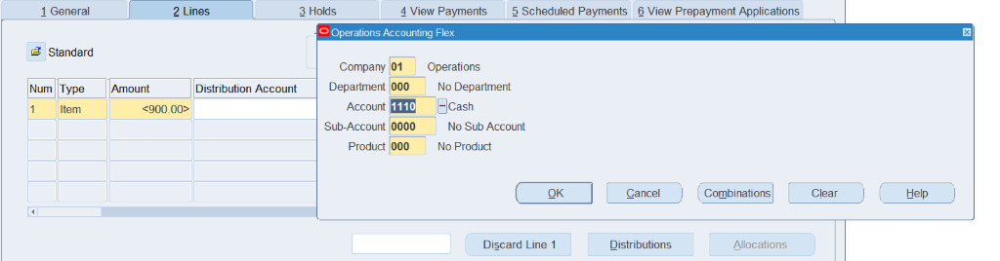 1 General 2 Lines 3 Holds 4 View Payments 5 Scheduled Payments 6 View Prepayment Applications
Operations Accounting Flex
Standard
Company 01 Operations
Department 000 No Department
Account 1110 Cash
Sub-Account 0000 No Sub Account
Product 000 No Product
Num Type Amount Distribution Account
1 Item <900.00>
OK Cancel Combinations Clear Help
Discard Line 1 Distributions Allocations